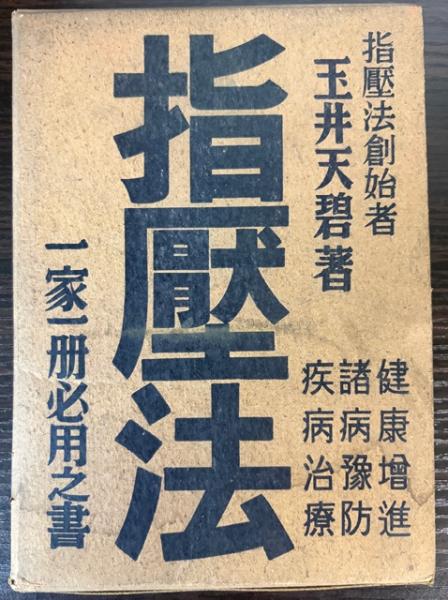 指壓法創始者
玉井天碧著
健康增進
諸病豫防
疾病治療
指壓法
一家一册必用之書